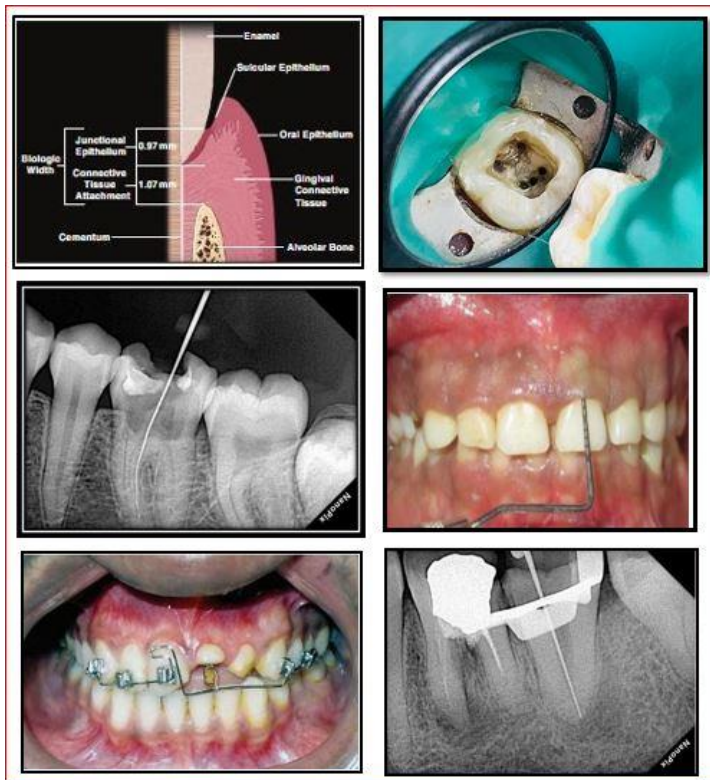 Enamel
Sulcular Epithelium
Junctional
Epithelium
0.97 mm
Oral Epithelium
Biologic
Width
Connective
Tissue
Attachment
1.07 mm
Gingival
Connective
Tissue
Cementum
Alveolar Bone
NanoPix
NanoPix